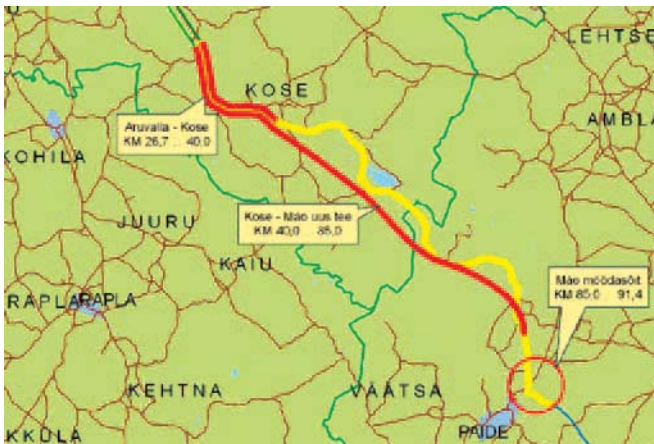 LEHTSE
KOSE
AMBLA
Aruvalla - Kose
KM 26,7 ... 40,0
KOHILA
Kose - Mäo uus tee
KM 40,0 ... 85,0
JUURU
KAIU
Mäo möödasõit
KM 85,0 ... 91,4
RAPLA
RAPLA
KEHTNA
VÄÄTSA
PAIDE